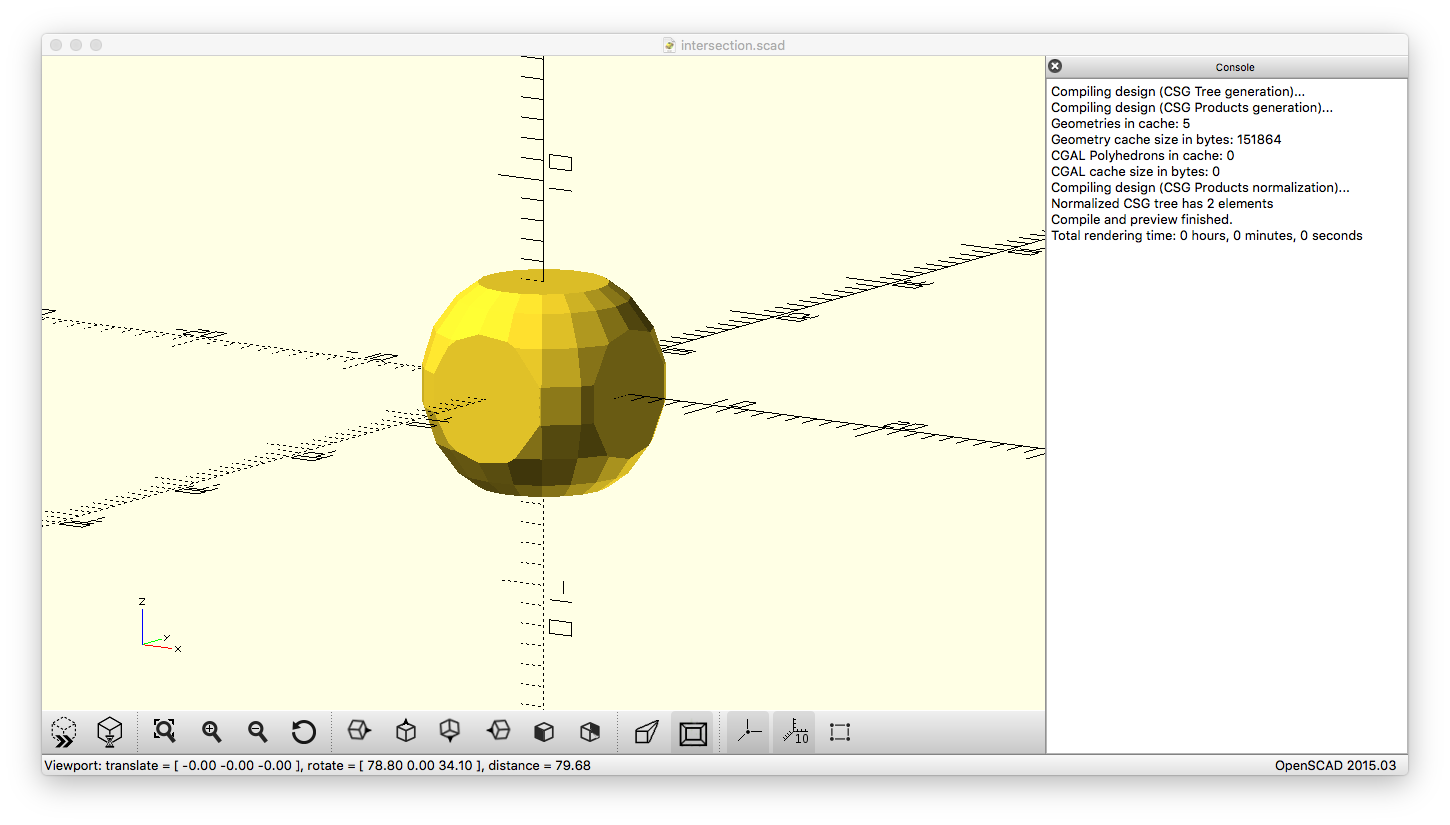 intersection.scad
Console
Compiling design (CSG Tree generation)...
Compiling design (CSG Products generation)...
Geometries in cache: 5
Geometry cache size in bytes: 151864
CGAL Polyhedrons in cache: 0
CGAL cache size in bytes: 0
Compiling design (CSG Products normalization)...
Normalized CSG tree has 2 elements
Compile and preview finished.
Total rendering time: 0 hours, 0 minutes, 0 seconds
z
y
x
10
Viewport: translate = [ -0.00 -0.00 -0.00 ], rotate = [ 78.80 0.00 34.10 ], distance = 79.68
OpenSCAD 2015.03